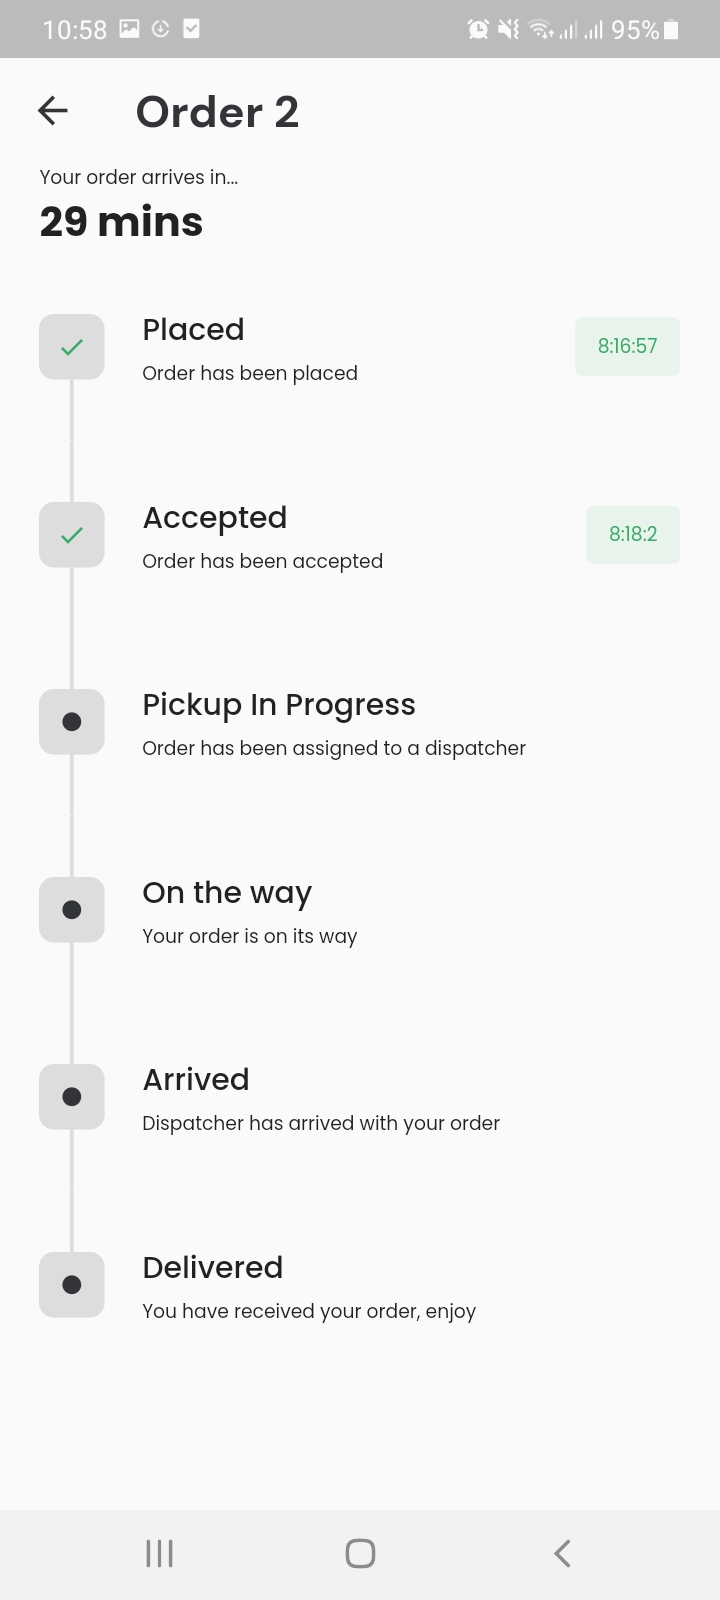 10:58 95%
Order 2
Your order arrives in...
29 mins
Placed 8:16:57
Order has been placed
Accepted 8:18:2
Order has been accepted
Pickup In Progress
Order has been assigned to a dispatcher
On the way
Your order is on its way
Arrived
Dispatcher has arrived with your order
Delivered
You have received your order, enjoy